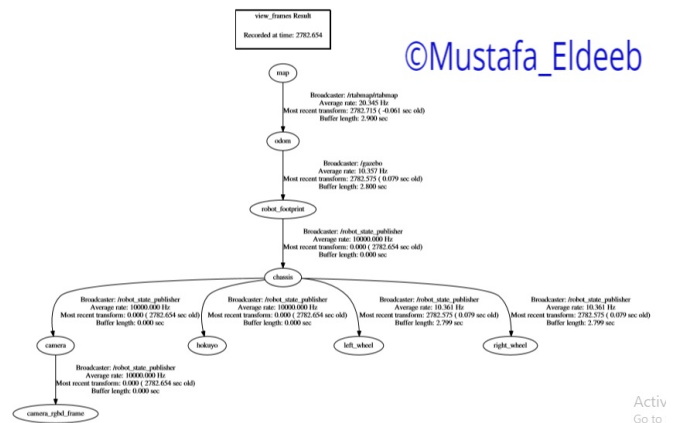 view_frames Result
Recorded at time: 2782.654
©Mustafa_Eldeeb
map
Broadcaster: /rtabmap/rtabmap
Average rate: 20.345 Hz
Most recent transform: 2782.715 ( -0.061 sec old)
Buffer length: 2.900 sec
odom
Broadcaster: /gazebo
Average rate: 10.357 Hz
Most recent transform: 2782.575 ( 0.079 sec old)
Buffer length: 2.800 sec
robot_footprint
Broadcaster: /robot_state_publisher
Average rate: 10000.000 Hz
Most recent transform: 0.000 ( 2782.654 sec old)
Buffer length: 0.000 sec
chassis
Broadcaster: /robot_state_publisher
Average rate: 10000.000 Hz
Most recent transform: 0.000 ( 2782.654 sec old)
Buffer length: 0.000 sec
Broadcaster: /robot_state_publisher
Average rate: 10000.000 Hz
Most recent transform: 0.000 ( 2782.654 sec old)
Buffer length: 0.000 sec
Broadcaster: /robot_state_publisher
Average rate: 10.361 Hz
Most recent transform: 2782.575 ( 0.079 sec old)
Buffer length: 2.799 sec
Broadcaster: /robot_state_publisher
Average rate: 10.361 Hz
Most recent transform: 2782.575 ( 0.079 sec old)
Buffer length: 2.799 sec
camera
hokuyo
left_wheel
right_wheel
Broadcaster: /robot_state_publisher
Average rate: 10000.000 Hz
Most recent transform: 0.000 ( 2782.654 sec old)
Buffer length: 0.000 sec
camera_rgbd_frame
Activ
Go to